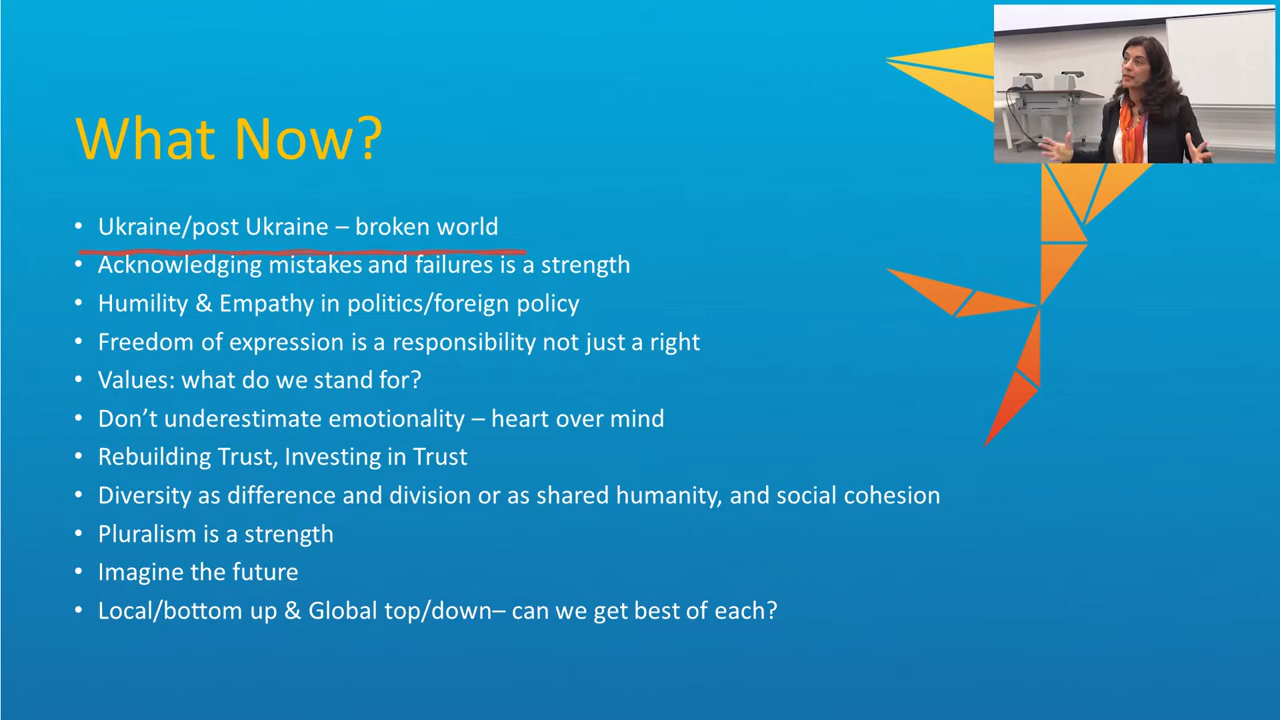 What Now?
• Ukraine/post Ukraine – broken world
• Acknowledging mistakes and failures is a strength
• Humility & Empathy in politics/foreign policy
• Freedom of expression is a responsibility not just a right
• Values: what do we stand for?
• Don’t underestimate emotionality – heart over mind
• Rebuilding Trust, Investing in Trust
• Diversity as difference and division or as shared humanity, and social cohesion
• Pluralism is a strength
• Imagine the future
• Local/bottom up & Global top/down– can we get best of each?